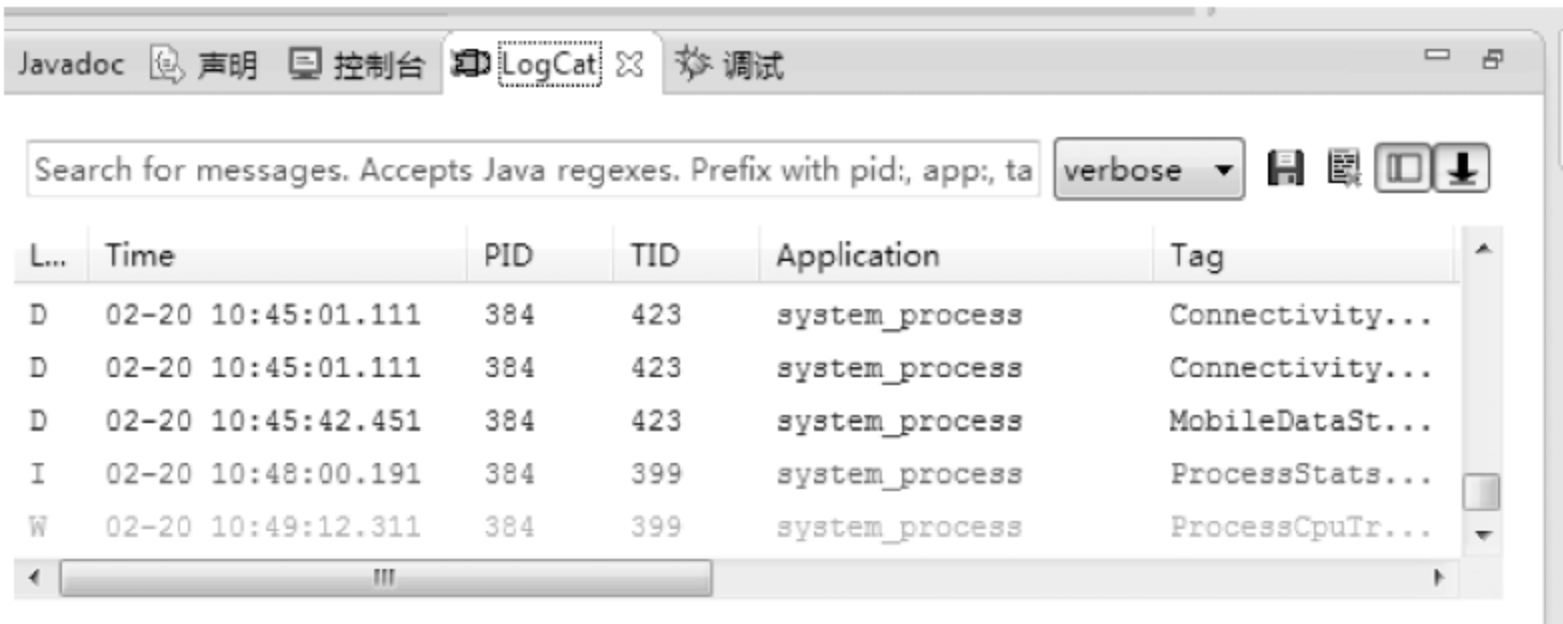 Javadoc 声明 控制台 LogCat 调试
Search for messages. Accepts Java regexes. Prefix with pid:, app:, ta verbose
L... Time PID TID Application Tag
D 02-20 10:45:01.111 384 423 system_process Connectivity...
D 02-20 10:45:01.111 384 423 system_process Connectivity...
D 02-20 10:45:42.451 384 423 system_process MobileDataSt...
I 02-20 10:48:00.191 384 399 system_process ProcessStats...
W 02-20 10:49:12.311 384 399 system_process ProcessCpuTr...